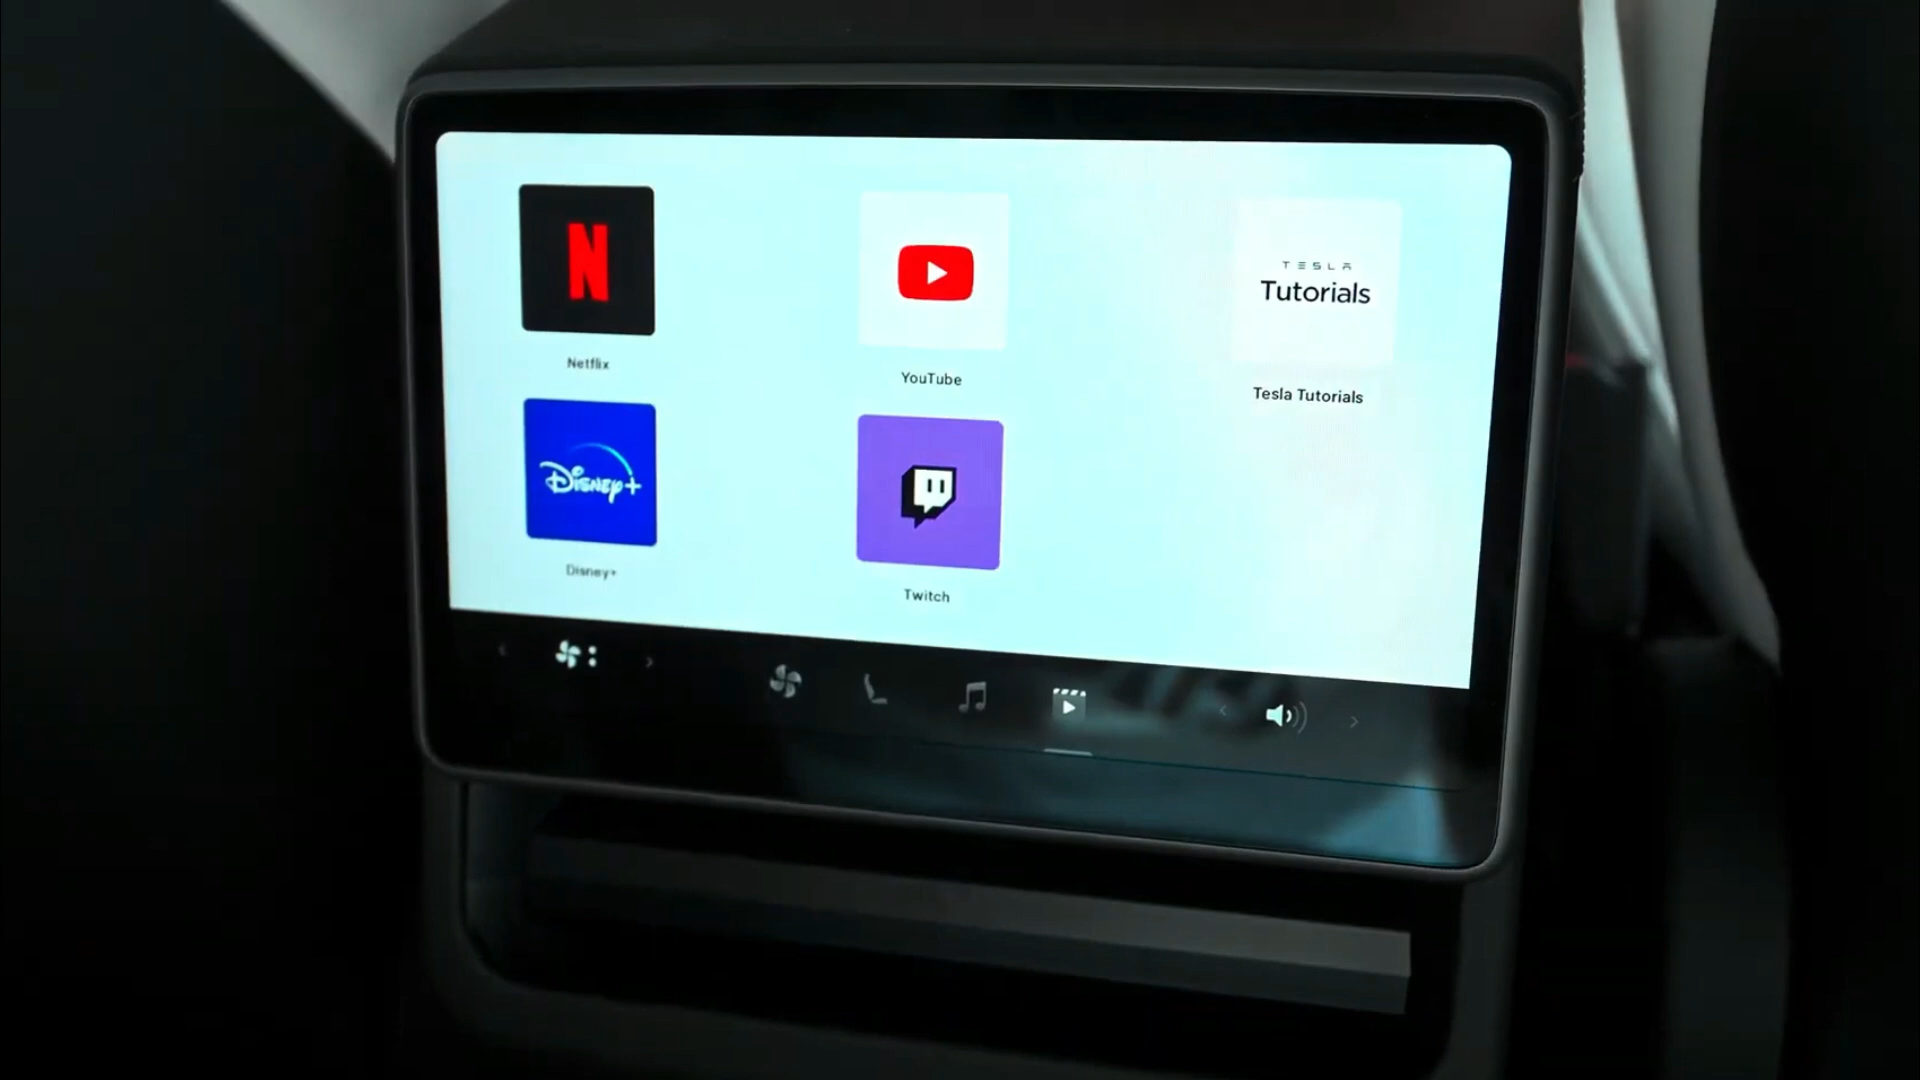 N
TESLA
Tutorials
Netflix
YouTube
Tesla Tutorials
Disney+
Disney+
Twitch